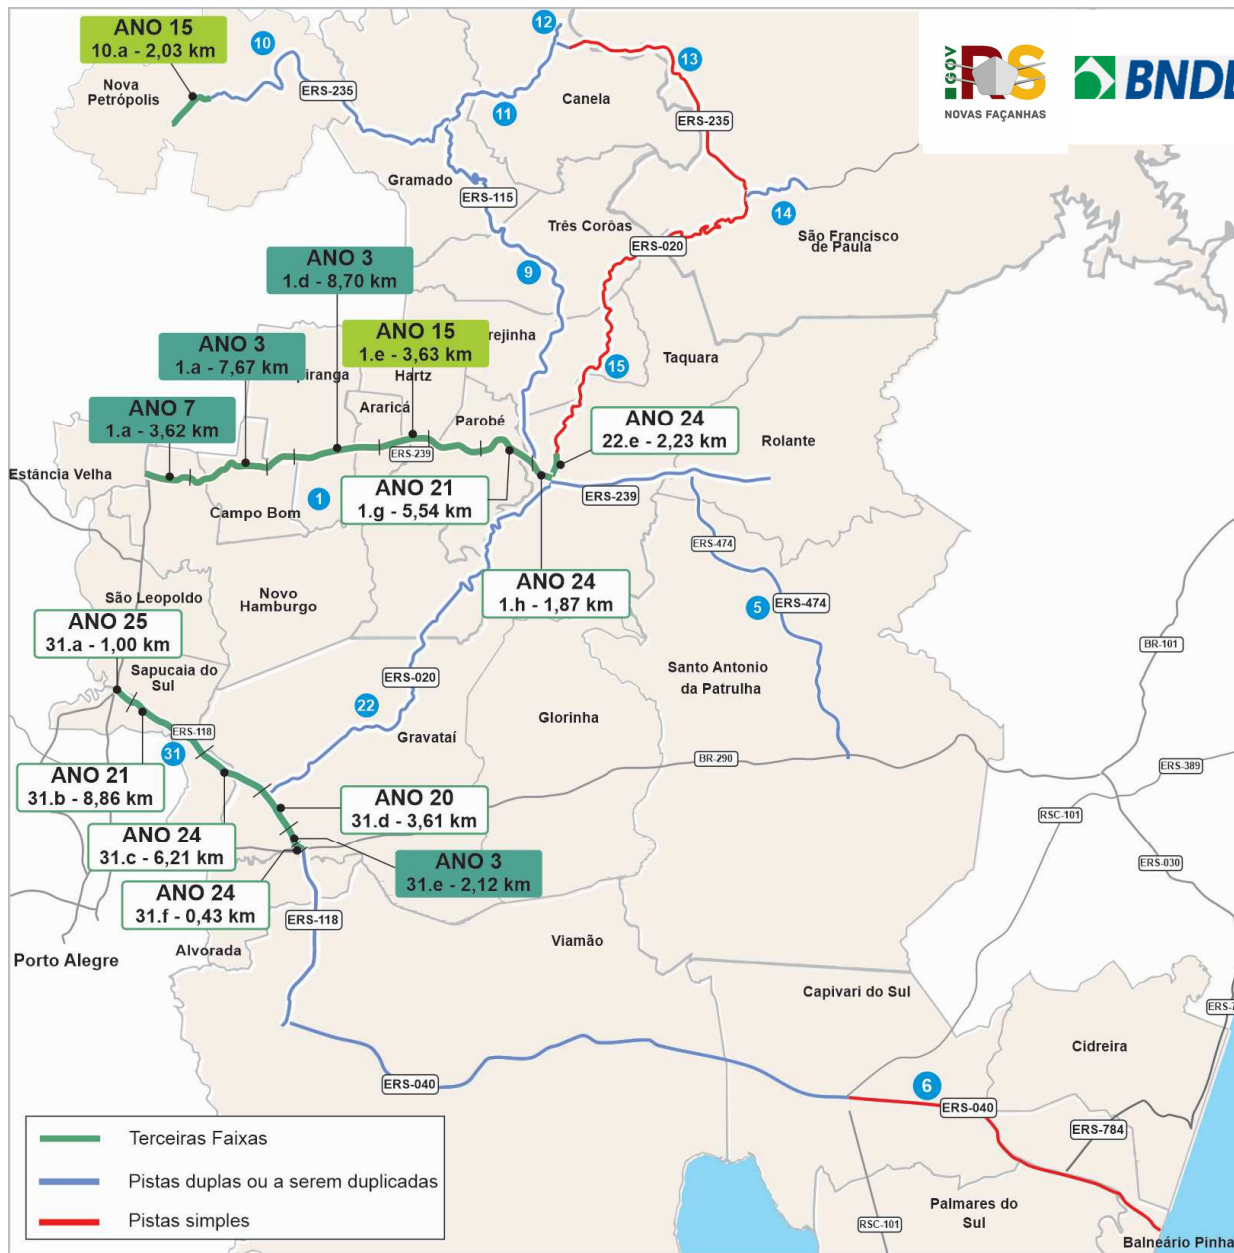 ANO 15
10.a - 2,03 km
10
12
13
GOV
RS
NOVAS FAÇANHAS
BNDE
Nova
Petrópolis
ERS-235
11
Canela
ERS-235
Gramado
ERS-115
14
Três Corôas
São Francisco
de Paula
ERS-020
ANO 3
1.d - 8,70 km
9
ANO 3
1.a - 7,67 km
ANO 15
1.e - 3,63 km
rejinha
15
Taquara
piranga
Hartz
Araricá
ANO 7
1.a - 3,62 km
Parobé
ANO 24
22.e - 2,23 km
Rolante
ERS-239
Estância Velha
1
ANO 21
1.g - 5,54 km
ERS-239
Campo Bom
ERS-474
ANO 24
1.h - 1,87 km
São Leopoldo
Novo
Hamburgo
5
ERS-474
ANO 25
31.a - 1,00 km
BR-101
Sapucaia do
Sul
ERS-020
Santo Antonio
da Patrulha
22
Glorinha
ERS-118
Gravataí
31
BR-290
ERS-389
ANO 21
31.b - 8,86 km
ANO 20
31.d - 3,61 km
RSC-101
ANO 24
31.c - 6,21 km
ANO 3
31.e - 2,12 km
ERS-030
ANO 24
31.f - 0,43 km
ERS-118
Viamão
Alvorada
Porto Alegre
Capivari do Sul
ERS-7
Cidreira
ERS-040
6
ERS-040
ERS-784
Terceiras Faixas
Pistas duplas ou a serem duplicadas
Pistas simples
Palmares do
Sul
RSC-101
Balneário Pinha